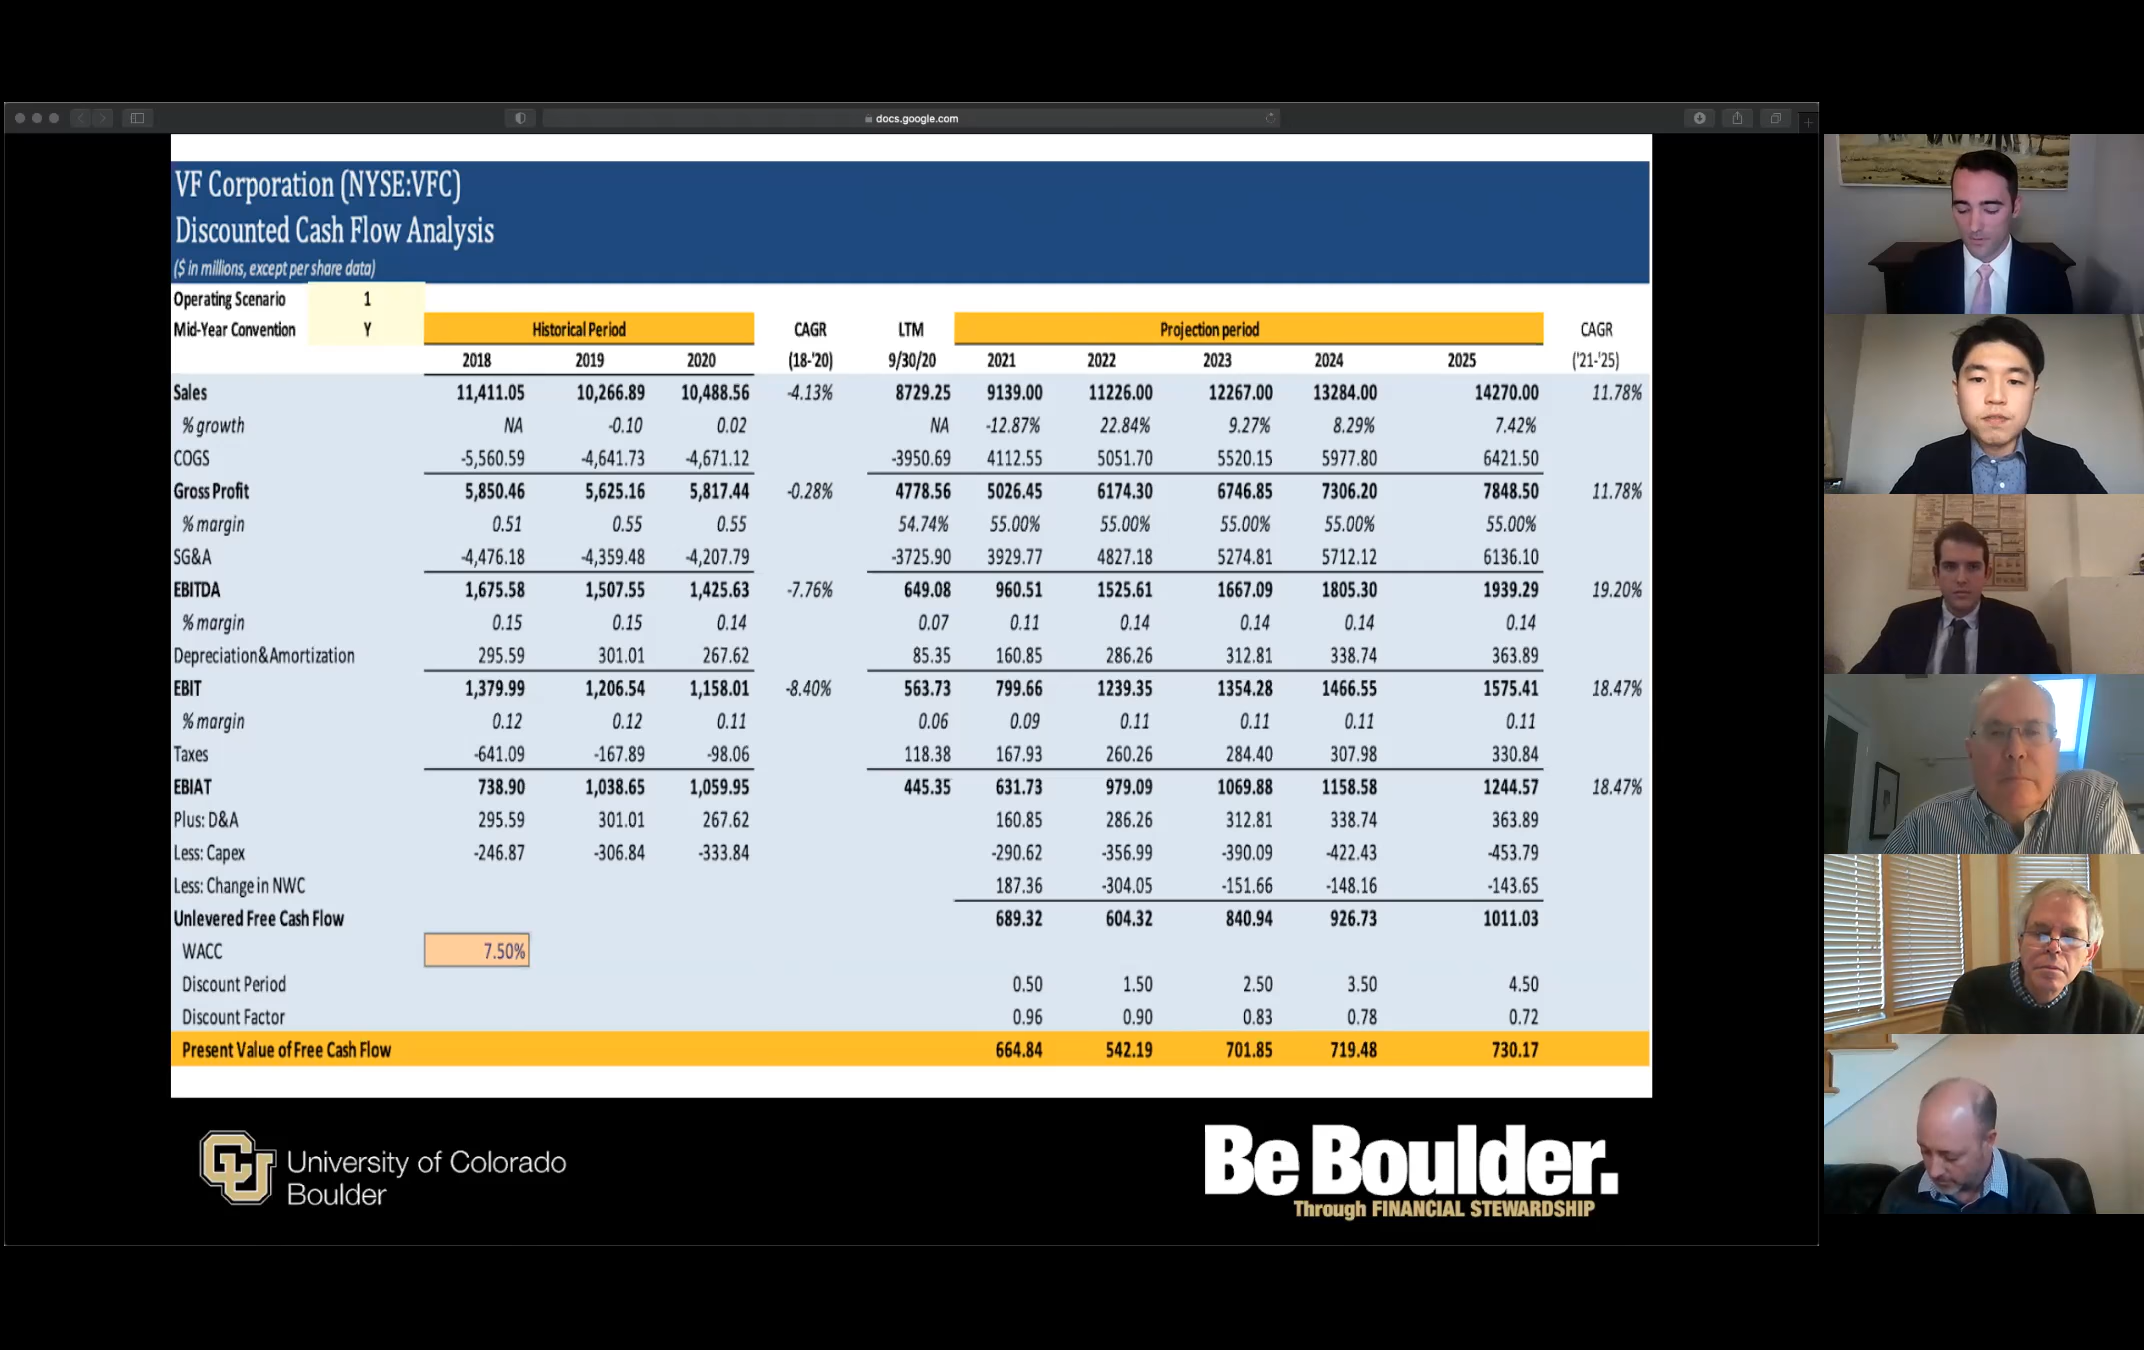 docs.google.com
VF Corporation (NYSE:VFC)
Discounted Cash Flow Analysis
($ in millions, except per share data)
Operating Scenario 1
Mid-Year Convention Y Historical Period CAGR LTM Projection period CAGR
2018 2019 2020 (18-'20) 9/30/20 2021 2022 2023 2024 2025 ('21-'25)
Sales 11,411.05 10,266.89 10,488.56 -4.13% 8729.25 9139.00 11226.00 12267.00 13284.00 14270.00 11.78%
% growth NA -0.10 0.02 NA -12.87% 22.84% 9.27% 8.29% 7.42%
COGS -5,560.59 -4,641.73 -4,671.12 -3950.69 4112.55 5051.70 5520.15 5977.80 6421.50
Gross Profit 5,850.46 5,625.16 5,817.44 -0.28% 4778.56 5026.45 6174.30 6746.85 7306.20 7848.50 11.78%
% margin 0.51 0.55 0.55 54.74% 55.00% 55.00% 55.00% 55.00% 55.00%
SG&A -4,476.18 -4,359.48 -4,207.79 -3725.90 3929.77 4827.18 5274.81 5712.12 6136.10
EBITDA 1,675.58 1,507.55 1,425.63 -7.76% 649.08 960.51 1525.61 1667.09 1805.30 1939.29 19.20%
% margin 0.15 0.15 0.14 0.07 0.11 0.14 0.14 0.14 0.14
Depreciation&Amortization 295.59 301.01 267.62 85.35 160.85 286.26 312.81 338.74 363.89
EBIT 1,379.99 1,206.54 1,158.01 -8.40% 563.73 799.66 1239.35 1354.28 1466.55 1575.41 18.47%
% margin 0.12 0.12 0.11 0.06 0.09 0.11 0.11 0.11 0.11
Taxes -641.09 -167.89 -98.06 118.38 167.93 260.26 284.40 307.98 330.84
EBIAT 738.90 1,038.65 1,059.95 445.35 631.73 979.09 1069.88 1158.58 1244.57 18.47%
Plus: D&A 295.59 301.01 267.62 160.85 286.26 312.81 338.74 363.89
Less: Capex -246.87 -306.84 -333.84 -290.62 -356.99 -390.09 -422.43 -453.79
Less: Change in NWC 187.36 -304.05 -151.66 -148.16 -143.65
Unlevered Free Cash Flow 689.32 604.32 840.94 926.73 1011.03
WACC 7.50%
Discount Period 0.50 1.50 2.50 3.50 4.50
Discount Factor 0.96 0.90 0.83 0.78 0.72
Present Value of Free Cash Flow 664.84 542.19 701.85 719.48 730.17
CU
University of Colorado
Boulder
Be Boulder.
Through FINANCIAL STEWARDSHIP